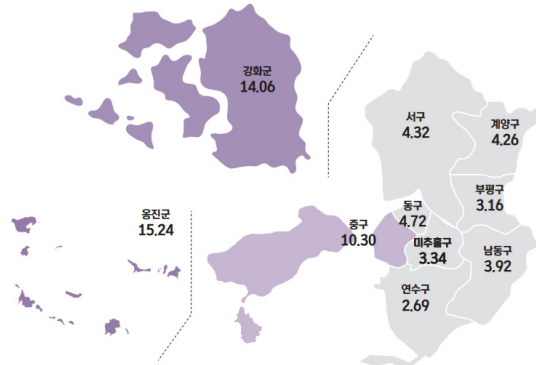 강화군
14.06
서구
4.32
계양구
4.26
부평구
3.16
옹진군
15.24
중구
10.30
동구
4.72
미추홀구
3.34
남동구
3.92
연수구
2.69